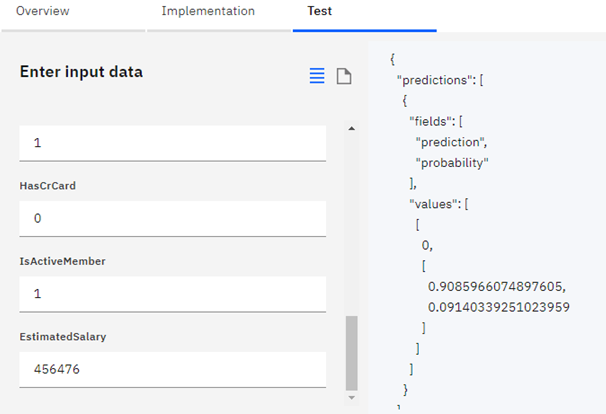 Overview Implementation Test
Enter input data
1
HasCrCard
0
IsActiveMember
1
EstimatedSalary
456476
{
"predictions": [
{
"fields": [
"prediction",
"probability"
],
"values": [
[
0,
[
0.9085966074897605,
0.09140339251023959
]
]
]
}